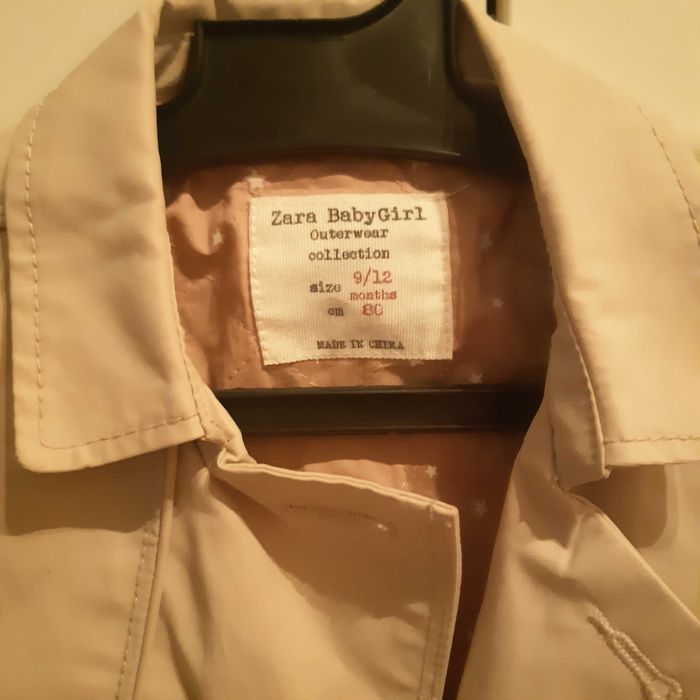 Zara BabyGirl
Outerwear
collection
size 9/12
months
cm 80
MADE IN CHINA